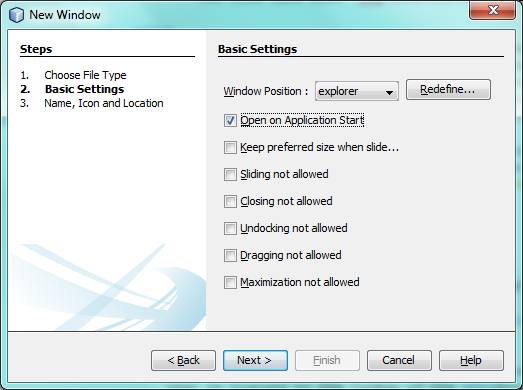 New Window
Steps
1. Choose File Type
2. Basic Settings
3. Name, Icon and Location
Basic Settings
Window Position : explorer Redefine...
Open on Application Start
Keep preferred size when slide...
Sliding not allowed
Closing not allowed
Undocking not allowed
Dragging not allowed
Maximization not allowed
< Back Next > Finish Cancel Help